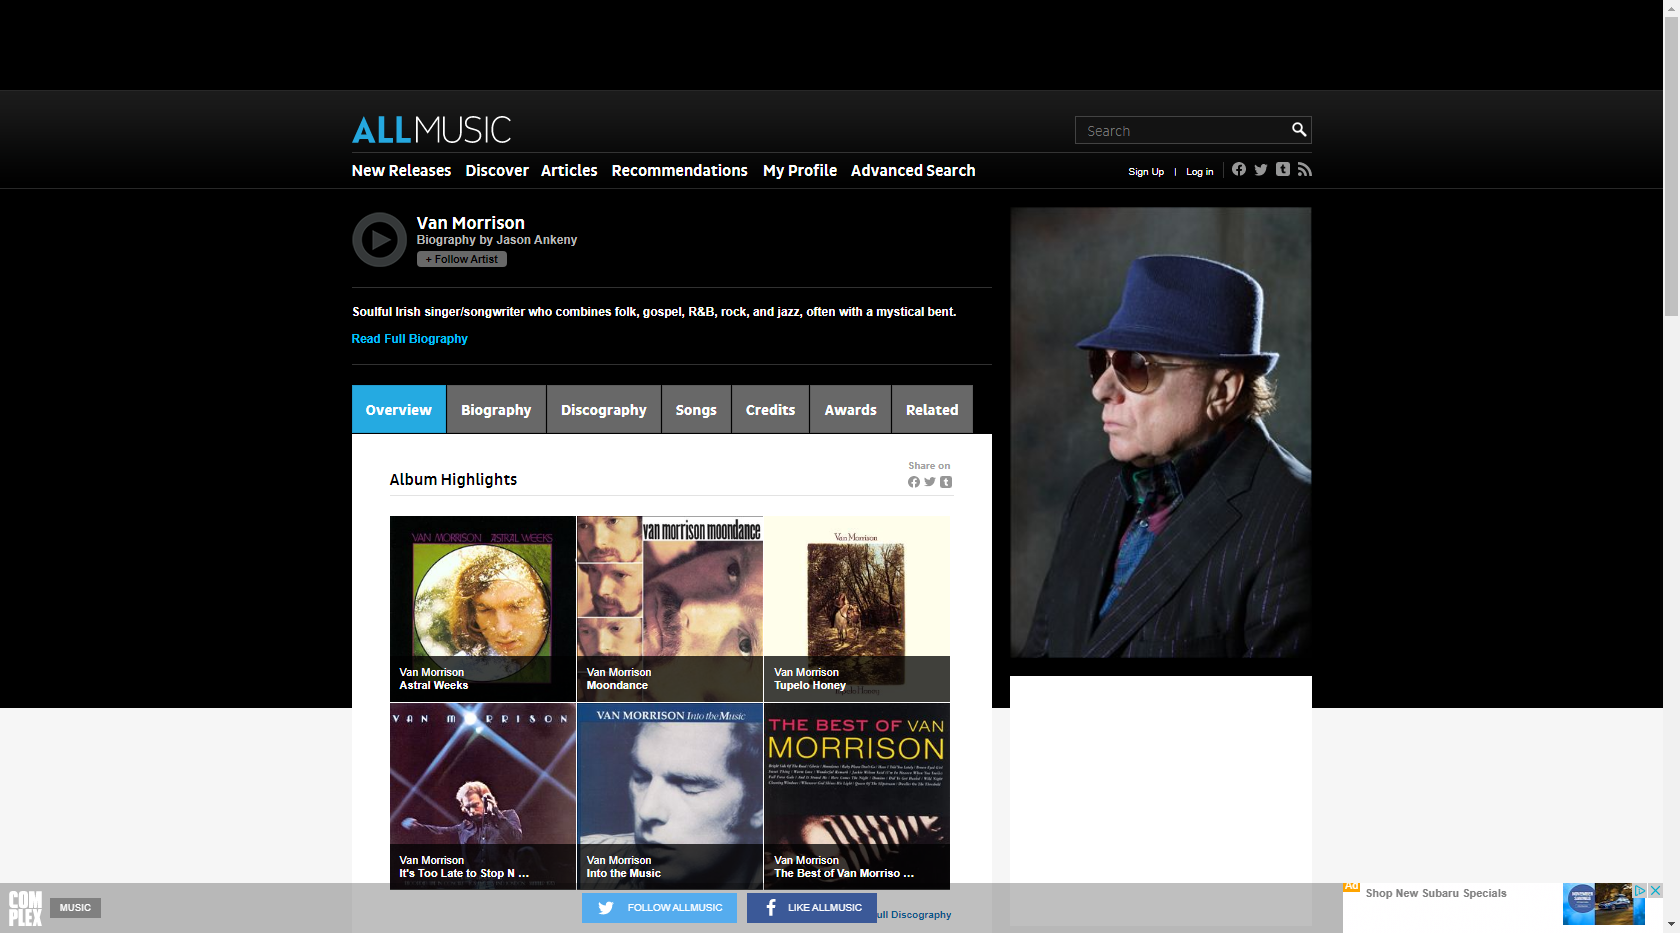 ALLMUSIC
Search
New Releases Discover Articles Recommendations My Profile Advanced Search
Sign Up | Log in
Van Morrison
Biography by Jason Ankeny
+ Follow Artist
Soulful Irish singer/songwriter who combines folk, gospel, R&B, rock, and jazz, often with a mystical bent.
Read Full Biography
Overview Biography Discography Songs Credits Awards Related
Share on
Album Highlights
VAN MORRISON ASTRAL WEEKS
van morrison moondance
Van Morrison
Van Morrison
Astral Weeks
Van Morrison
Moondance
Van Morrison
Tupelo Honey
Tupelo Honey
VAN MORRISON
VAN MORRISON Into the Music
THE BEST OF VAN
MORRISON
Van Morrison
It's Too Late to Stop N ...
Van Morrison
Into the Music
Van Morrison
The Best of Van Morriso ...
COM
PLEX
MUSIC
FOLLOW ALLMUSIC
LIKE ALLMUSIC
ull Discography
Ad
Shop New Subaru Specials